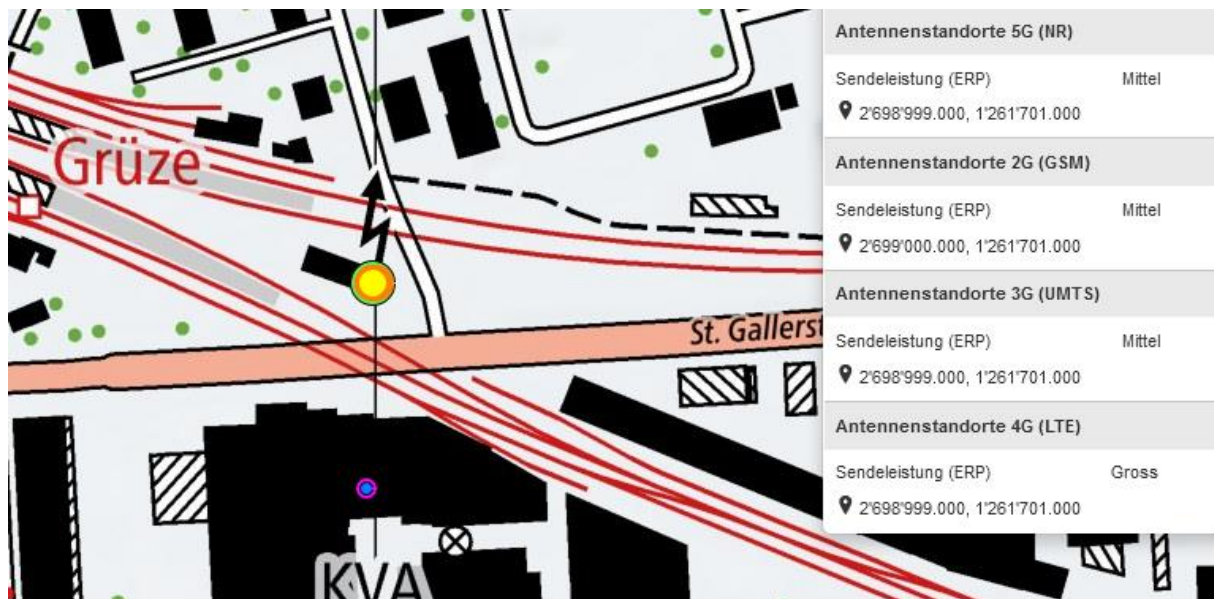 Grüze
St. Gallerst
KVA
Antennenstandorte 5G (NR)
Sendeleistung (ERP) Mittel
2'698'999.000, 1'261'701.000
Antennenstandorte 2G (GSM)
Sendeleistung (ERP) Mittel
2'699'000.000, 1'261'701.000
Antennenstandorte 3G (UMTS)
Sendeleistung (ERP) Mittel
2'698'999.000, 1'261'701.000
Antennenstandorte 4G (LTE)
Sendeleistung (ERP) Gross
2'698'999.000, 1'261'701.000